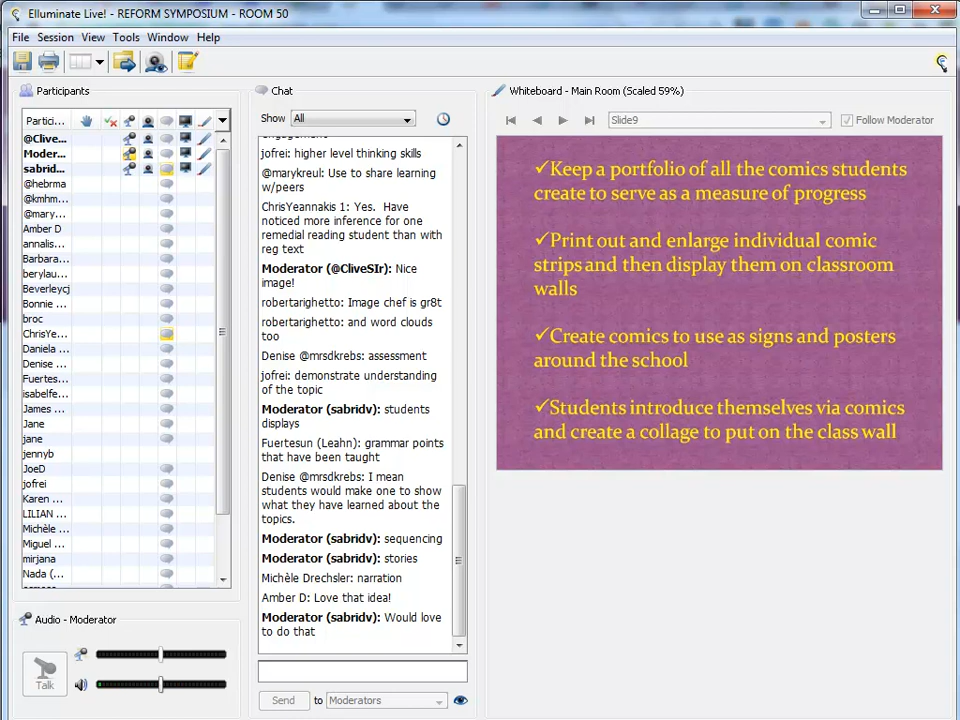 Elluminate Live! - REFORM SYMPOSIUM - ROOM 50
File Session View Tools Window Help
Participants
Partici...
@Clive...
Moder...
sabrid...
@hebrma
@kmhm...
@mary...
Amber D
annalis...
Barbara...
berylau...
Beverleycj
Bonnie ...
broc
ChrisYe...
Daniela ...
Denise ...
Fuertes...
isabelfe...
James ...
Jane
jane
jennyb
JoeD
jofrei
Karen ...
LILIAN ...
Michèle ...
Miguel ...
mirjana
Nada (...
Audio - Moderator
Talk
Chat
Show All
jofrei: higher level thinking skills
@marykreul: Use to share learning
w/peers
ChrisYeannakis 1: Yes. Have
noticed more inference for one
remedial reading student than with
reg text
Moderator (@CliveSIr): Nice
image!
robertarighetto: Image chef is gr8t
robertarighetto: and word clouds
too
Denise @mrsdkrebs: assessment
jofrei: demonstrate understanding
of the topic
Moderator (sabridv): students
displays
Fuertesun (Leahn): grammar points
that have been taught
Denise @mrsdkrebs: I mean
students would make one to show
what they have learned about the
topics.
Moderator (sabridv): sequencing
Moderator (sabridv): stories
Michèle Drechsler: narration
Amber D: Love that idea!
Moderator (sabridv): Would love
to do that
Send to Moderators
Whiteboard - Main Room (Scaled 59%)
Slide9 Follow Moderator
✓Keep a portfolio of all the comics students
create to serve as a measure of progress
✓Print out and enlarge individual comic
strips and then display them on classroom
walls
✓Create comics to use as signs and posters
around the school
✓Students introduce themselves via comics
and create a collage to put on the class wall